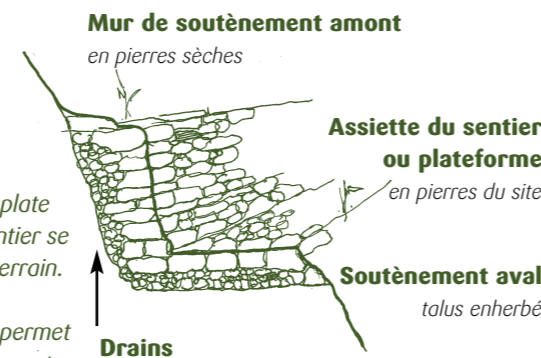 Mur de soutènement amont
en pierres sèches
Assiette du sentier
ou plateforme
en pierres du site
plate
ntier se
errain.
Soutènement aval
talus enherbé
permet
Drains